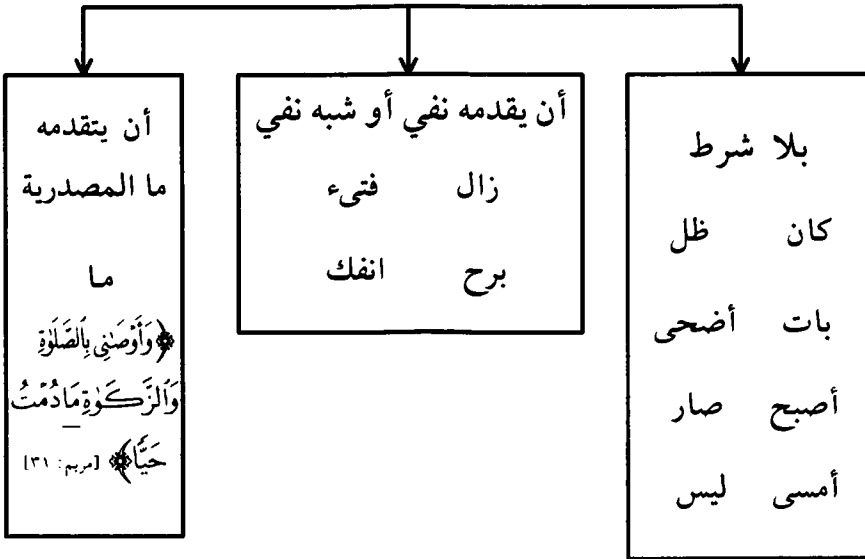 بلا شرط
كان ظل
بات أضحى
أصبح صار
أمسى ليس
أن يقدمه نفي أو شبه نفي
زال فتىء
برح انفك
أن يتقدمه
ما المصدرية
ما
﴿وَأَوْصَٰنِى بِٱلصَّلَوٰةِ
وَٱلزَّكَوٰةِ مَا دُمْتُ
حَيًّا﴾ [مريم: ٣١]